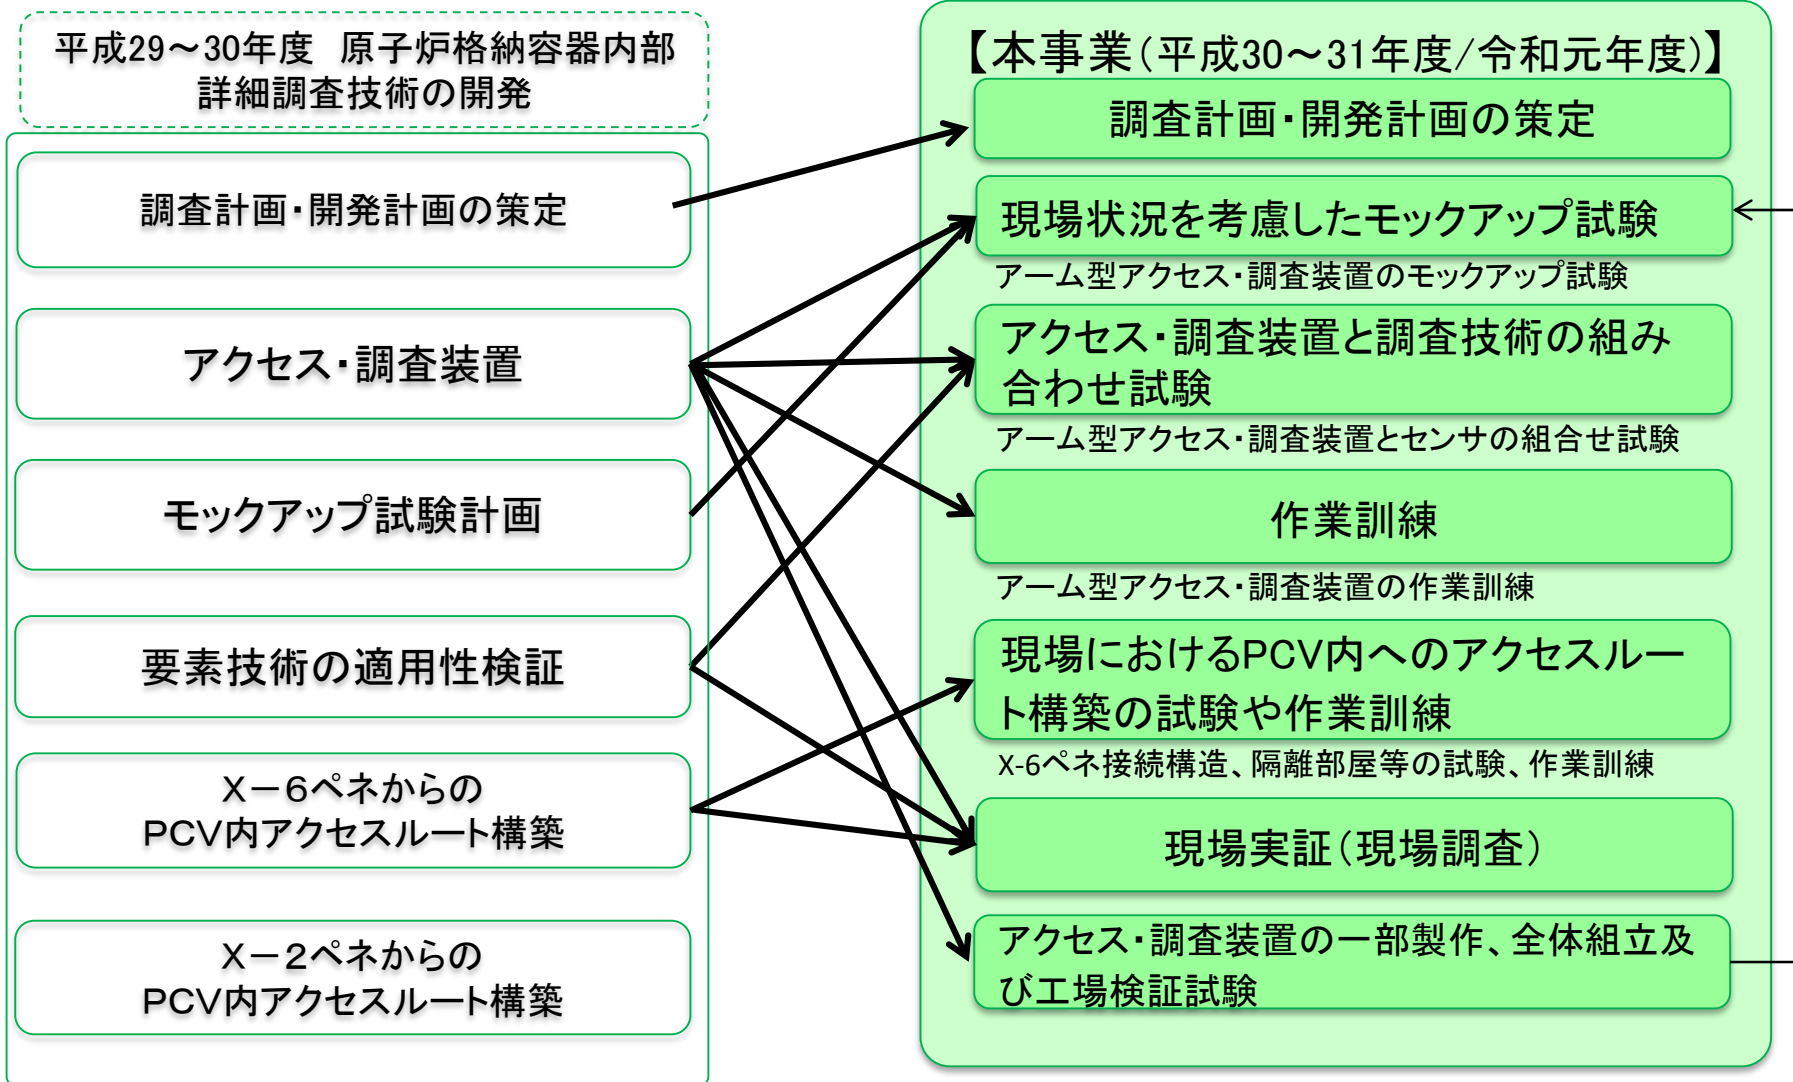 平成29～30年度　原子炉格納容器内部
詳細調査技術の開発
調査計画・開発計画の策定
アクセス・調査装置
モックアップ試験計画
要素技術の適用性検証
X－6ペネからの
PCV内アクセスルート構築
X－2ペネからの
PCV内アクセスルート構築
【本事業（平成30～31年度/令和元年度）】
調査計画・開発計画の策定
現場状況を考慮したモックアップ試験
アーム型アクセス・調査装置のモックアップ試験
アクセス・調査装置と調査技術の組み
合わせ試験
アーム型アクセス・調査装置とセンサの組合せ試験
作業訓練
アーム型アクセス・調査装置の作業訓練
現場におけるPCV内へのアクセスルー
ト構築の試験や作業訓練
X-6ペネ接続構造、隔離部屋等の試験、作業訓練
現場実証（現場調査）
アクセス・調査装置の一部製作、全体組立及
び工場検証試験